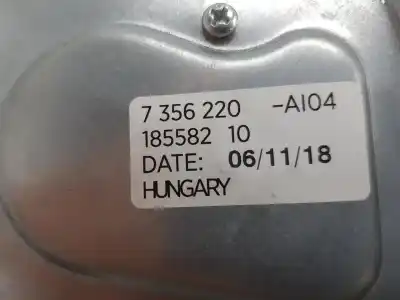 7 356 220 -AI04
185582 10
DATE: 06/11/18
HUNGARY